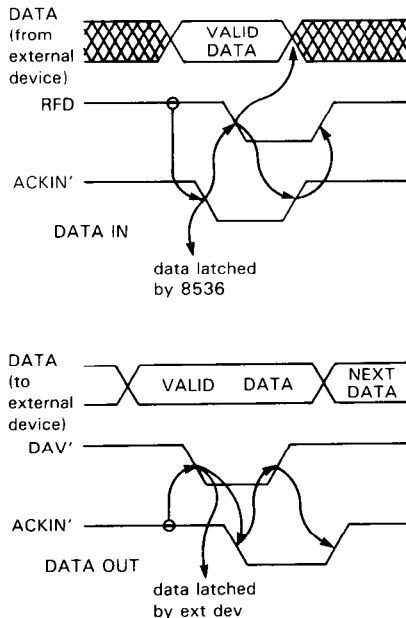 DATA
(from
external
device)
VALID
DATA
RFD
ACKIN'
DATA IN
data latched
by 8536
DATA
(to
external
device)
VALID DATA
NEXT
DATA
DAV'
ACKIN'
DATA OUT
data latched
by ext dev